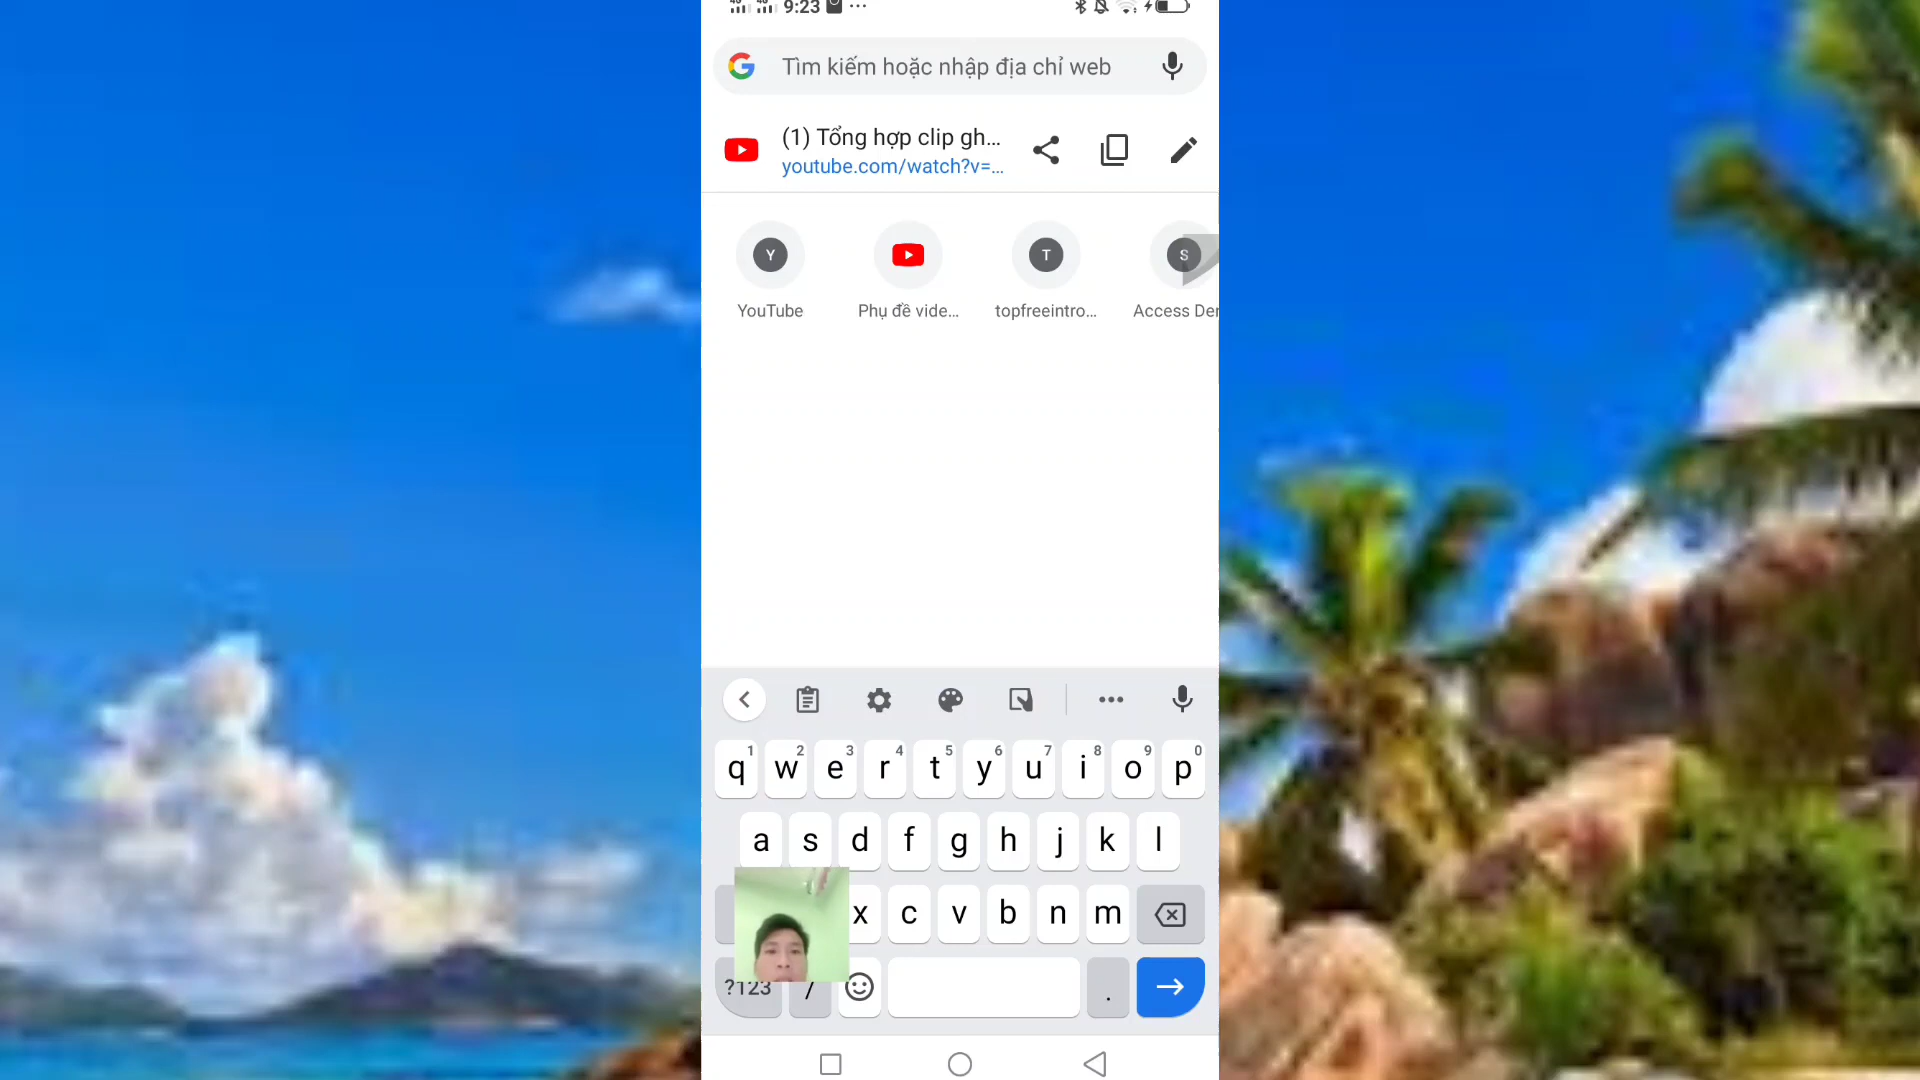 9:23
Tìm kiếm hoặc nhập địa chỉ web
(1) Tổng hợp clip gh...
youtube.com/watch?v=...
Y T S
YouTube Phụ đề vide... topfreeintro... Access Der
1 2 3 4 5 6 7 8 9 0
q w e r t y u i o p
a s d f g h j k l
x c v b n m
?123 / .